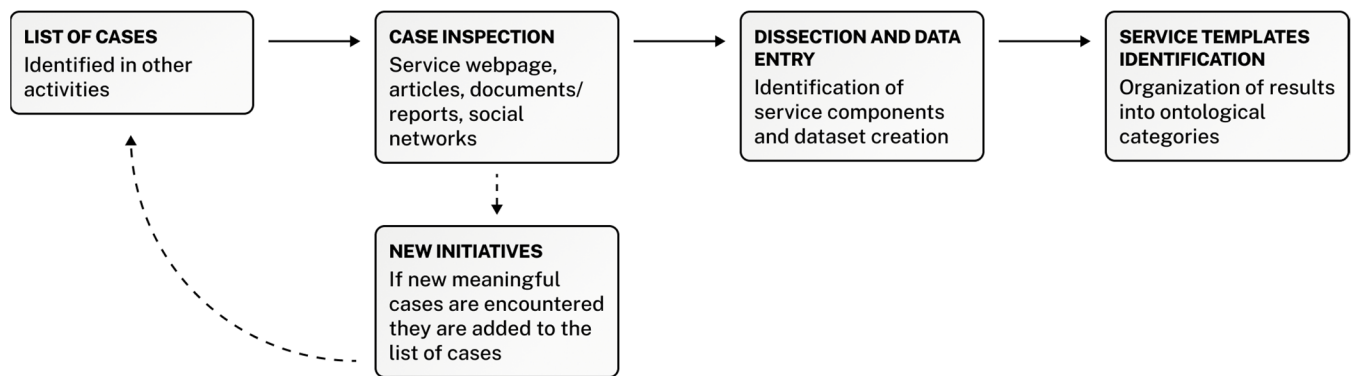 LIST OF CASES
Identified in other
activities
CASE INSPECTION
Service webpage,
articles, documents/
reports, social
networks
DISSECTION AND DATA
ENTRY
Identification of
service components
and dataset creation
SERVICE TEMPLATES
IDENTIFICATION
Organization of results
into ontological
categories
NEW INITIATIVES
If new meaningful
cases are encountered
they are added to the
list of cases